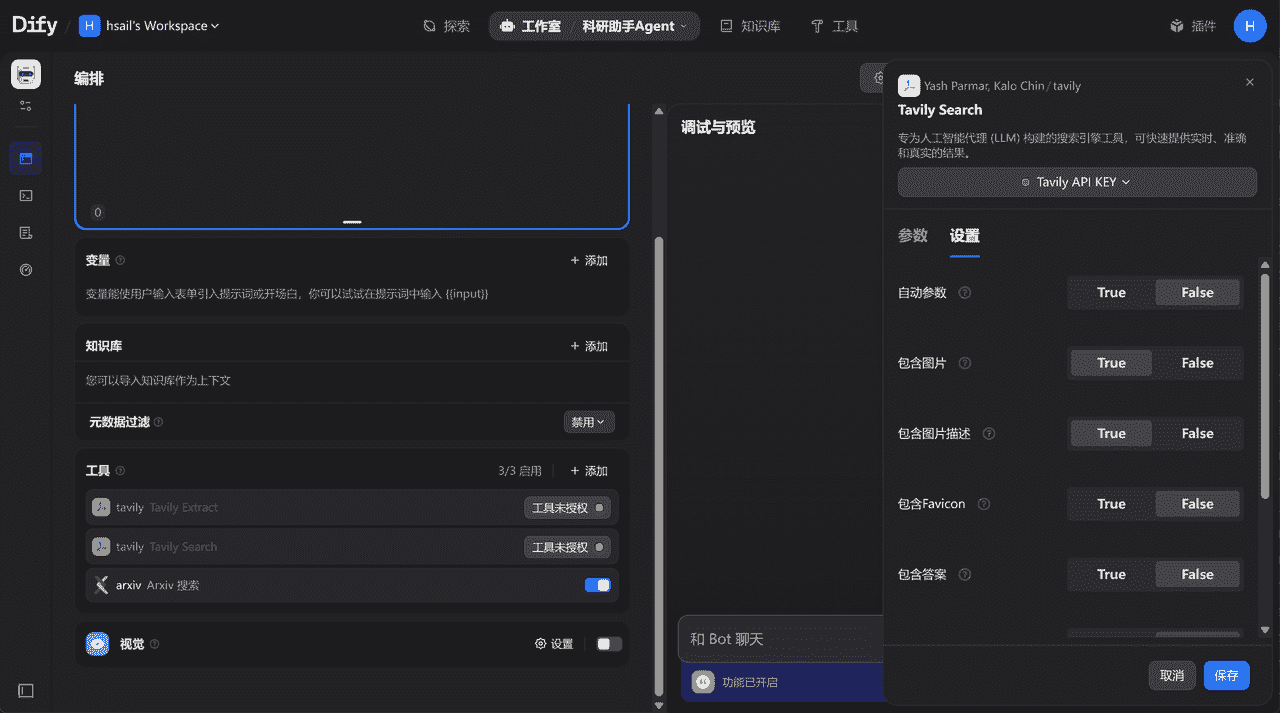 Dify / H hsail's Workspace
探索
工作室 / 科研助手Agent
知识库
工具
插件
H
编排
0
变量
+ 添加
变量能使用户输入表单引入提示词或开场白，你可以试试在提示词中输入 {{input}}
知识库
+ 添加
您可以导入知识库作为上下文
元数据过滤
禁用
工具
3/3 启用
+ 添加
tavily Tavily Extract
工具未授权
tavily Tavily Search
工具未授权
arxiv Arxiv 搜索
视觉
设置
调试与预览
和 Bot 聊天
功能已开启
Yash Parmar, Kalo Chin / tavily
Tavily Search
专为人工智能代理 (LLM) 构建的搜索引擎工具，可快速提供实时、准确
和真实的结果。
Tavily API KEY
参数
设置
自动参数
True False
包含图片
True False
包含图片描述
True False
包含Favicon
True False
包含答案
True False
取消
保存